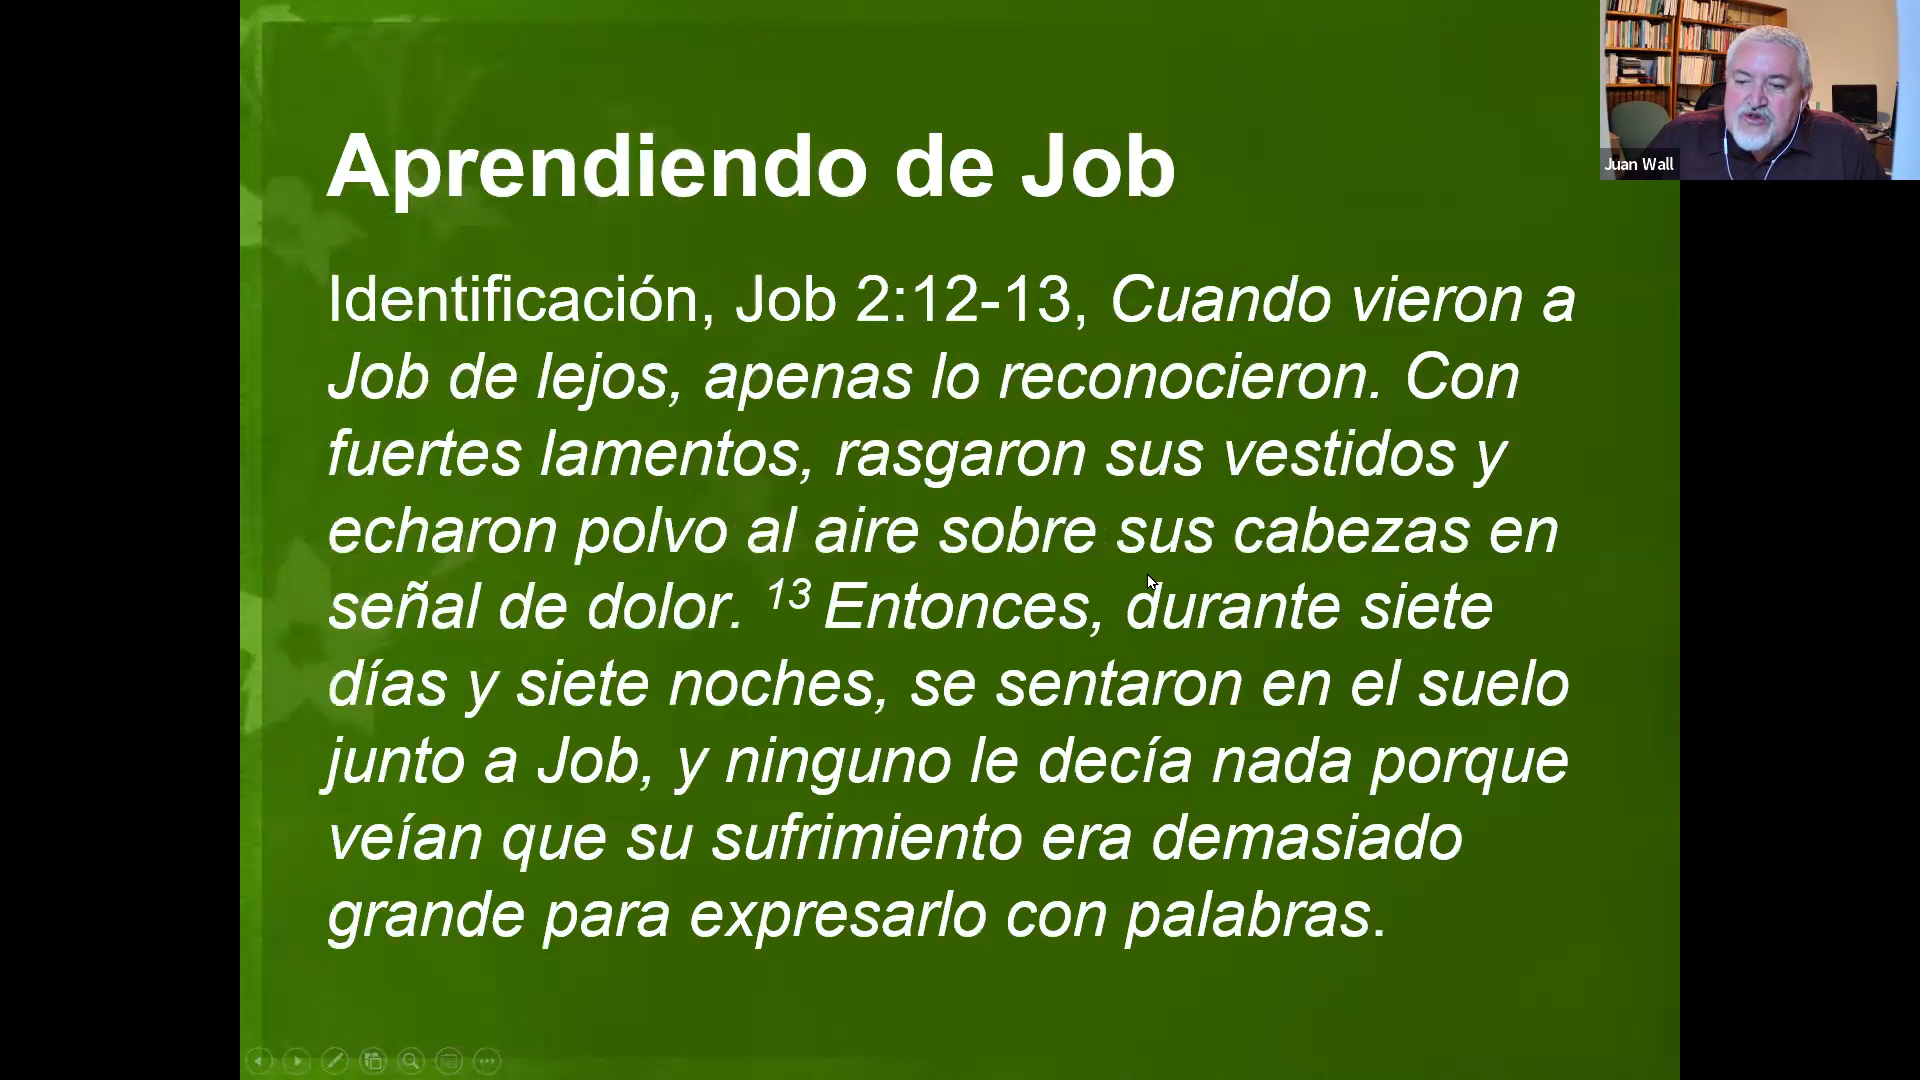 Aprendiendo de Job
Identificación, Job 2:12-13, Cuando vieron a
Job de lejos, apenas lo reconocieron. Con
fuertes lamentos, rasgaron sus vestidos y
echaron polvo al aire sobre sus cabezas en
señal de dolor. 13 Entonces, durante siete
días y siete noches, se sentaron en el suelo
junto a Job, y ninguno le decía nada porque
veían que su sufrimiento era demasiado
grande para expresarlo con palabras.
Juan Wall